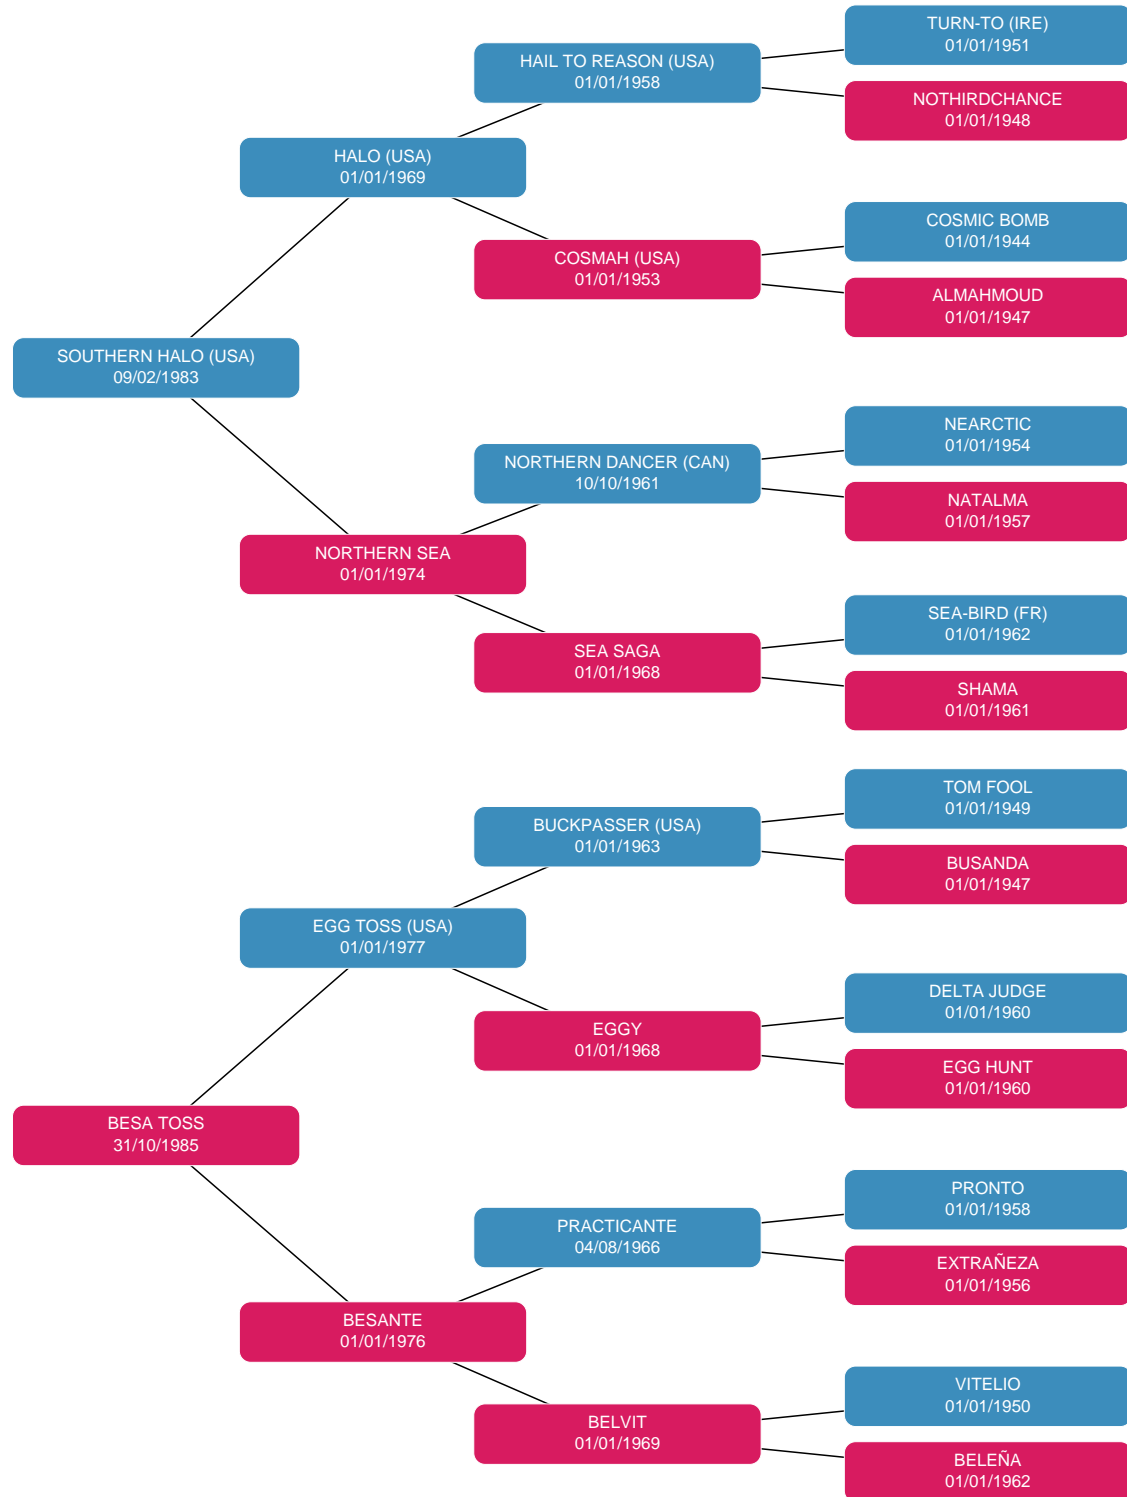 TURN-TO (IRE)
01/01/1951
HAIL TO REASON (USA)
01/01/1958
NOTHIRDCHANCE
01/01/1948
HALO (USA)
01/01/1969
COSMIC BOMB
01/01/1944
COSMAH (USA)
01/01/1953
ALMAHMOUD
01/01/1947
SOUTHERN HALO (USA)
09/02/1983
NEARCTIC
01/01/1954
NORTHERN DANCER (CAN)
10/10/1961
NATALMA
01/01/1957
NORTHERN SEA
01/01/1974
SEA-BIRD (FR)
01/01/1962
SEA SAGA
01/01/1968
SHAMA
01/01/1961
TOM FOOL
01/01/1949
BUCKPASSER (USA)
01/01/1963
BUSANDA
01/01/1947
EGG TOSS (USA)
01/01/1977
DELTA JUDGE
01/01/1960
EGGY
01/01/1968
EGG HUNT
01/01/1960
BESA TOSS
31/10/1985
PRONTO
01/01/1958
PRACTICANTE
04/08/1966
EXTRAÑEZA
01/01/1956
BESANTE
01/01/1976
VITELIO
01/01/1950
BELVIT
01/01/1969
BELEÑA
01/01/1962